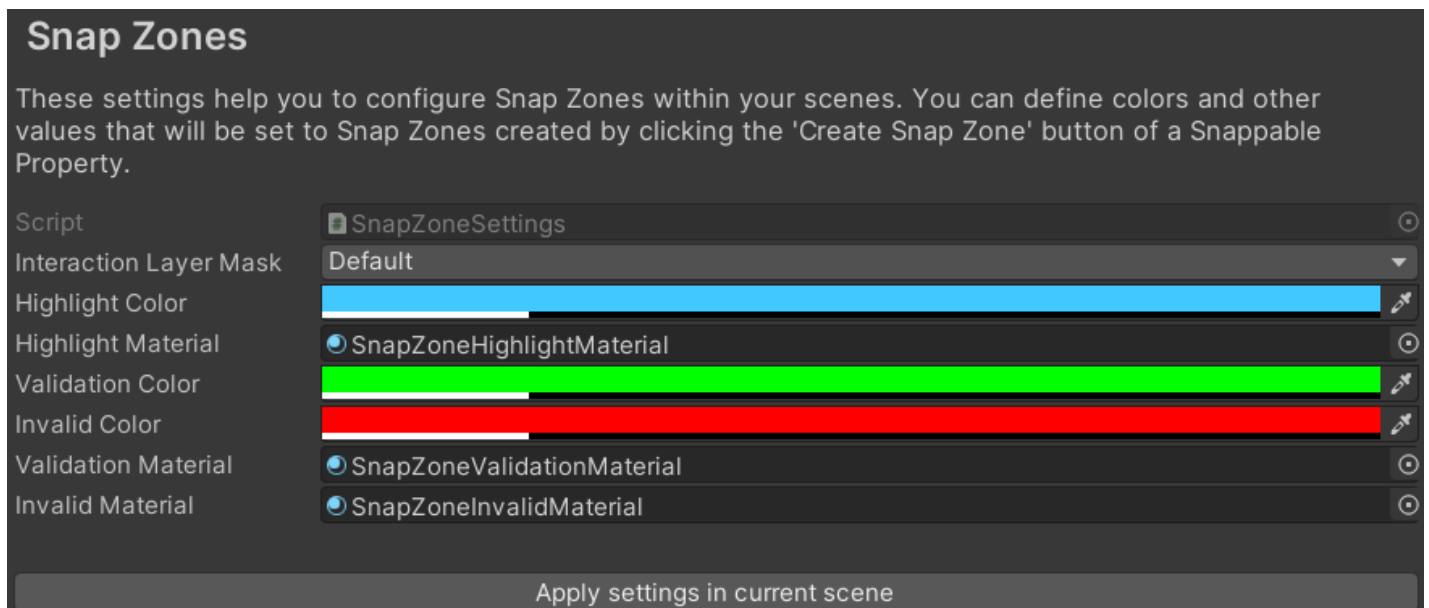 Snap Zones
These settings help you to configure Snap Zones within your scenes. You can define colors and other
values that will be set to Snap Zones created by clicking the 'Create Snap Zone' button of a Snappable
Property.
Script SnapZoneSettings
Interaction Layer Mask Default
Highlight Color
Highlight Material SnapZoneHighlightMaterial
Validation Color
Invalid Color
Validation Material SnapZoneValidationMaterial
Invalid Material SnapZoneInvalidMaterial
Apply settings in current scene